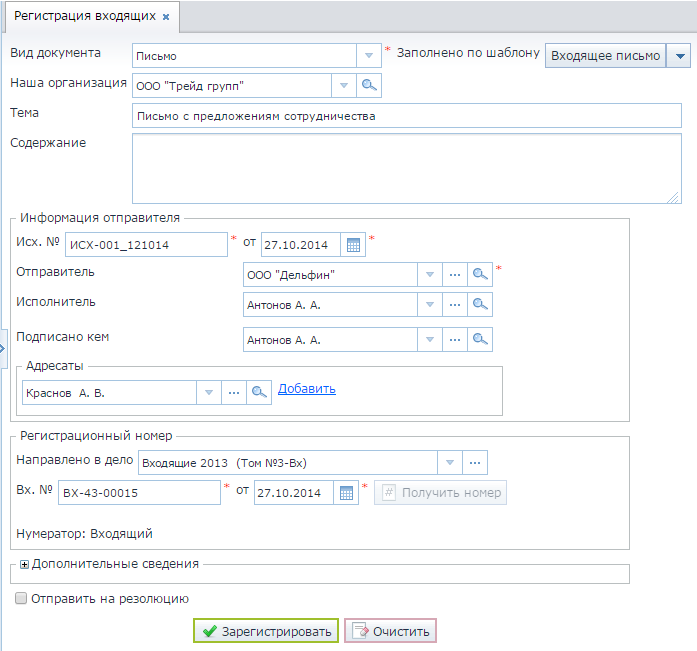 Регистрация входящих ×
Вид документа Письмо * Заполнено по шаблону Входящее письмо
Наша организация ООО "Трейд групп"
Тема Письмо с предложениям сотрудничества
Содержание
Информация отправителя
Исх. № ИСХ-001_121014 * от 27.10.2014 *
Отправитель ООО "Дельфин" ... *
Исполнитель Антонов А. А. ...
Подписано кем Антонов А. А. ...
Адресаты
Краснов А. В. ... Добавить
Регистрационный номер
Направлено в дело Входящие 2013 (Том №3-Вх) ...
Вх. № ВХ-43-00015 * от 27.10.2014 * # Получить номер
Нумератор: Входящий
Дополнительные сведения
Отправить на резолюцию
Зарегистрировать Очистить